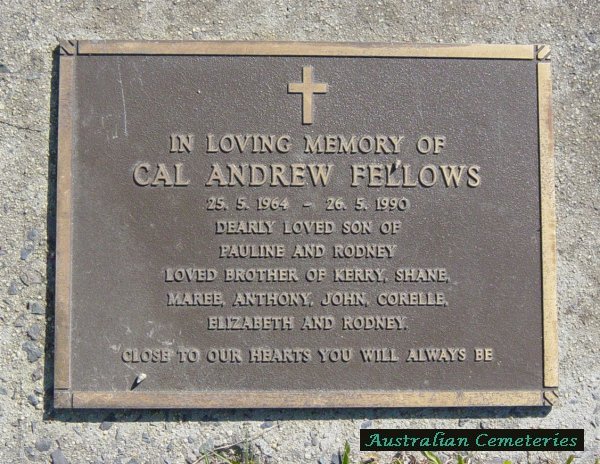 IN LOVING MEMORY OF
CAL ANDREW FELLOWS
25. 5. 1964 - 26. 5. 1990
DEARLY LOVED SON OF
PAULINE AND RODNEY
LOVED BROTHER OF KERRY, SHANE,
MAREE, ANTHONY, JOHN, CORELLE,
ELIZABETH AND RODNEY.
CLOSE TO OUR HEARTS YOU WILL ALWAYS BE
Australian Cemeteries